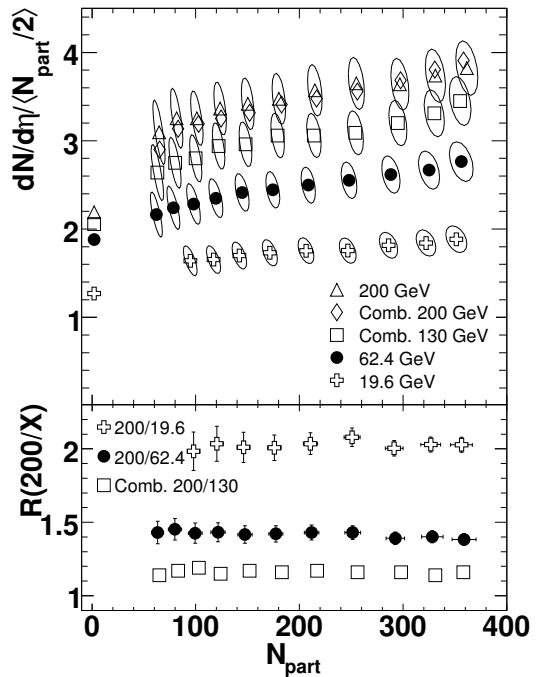 dN/dη/⟨N_part/2⟩
4
3
2
1
200 GeV
Comb. 200 GeV
Comb. 130 GeV
62.4 GeV
19.6 GeV
R(200/X)
2
1.5
1
200/19.6
200/62.4
Comb. 200/130
0 100 200 300 400
N_part